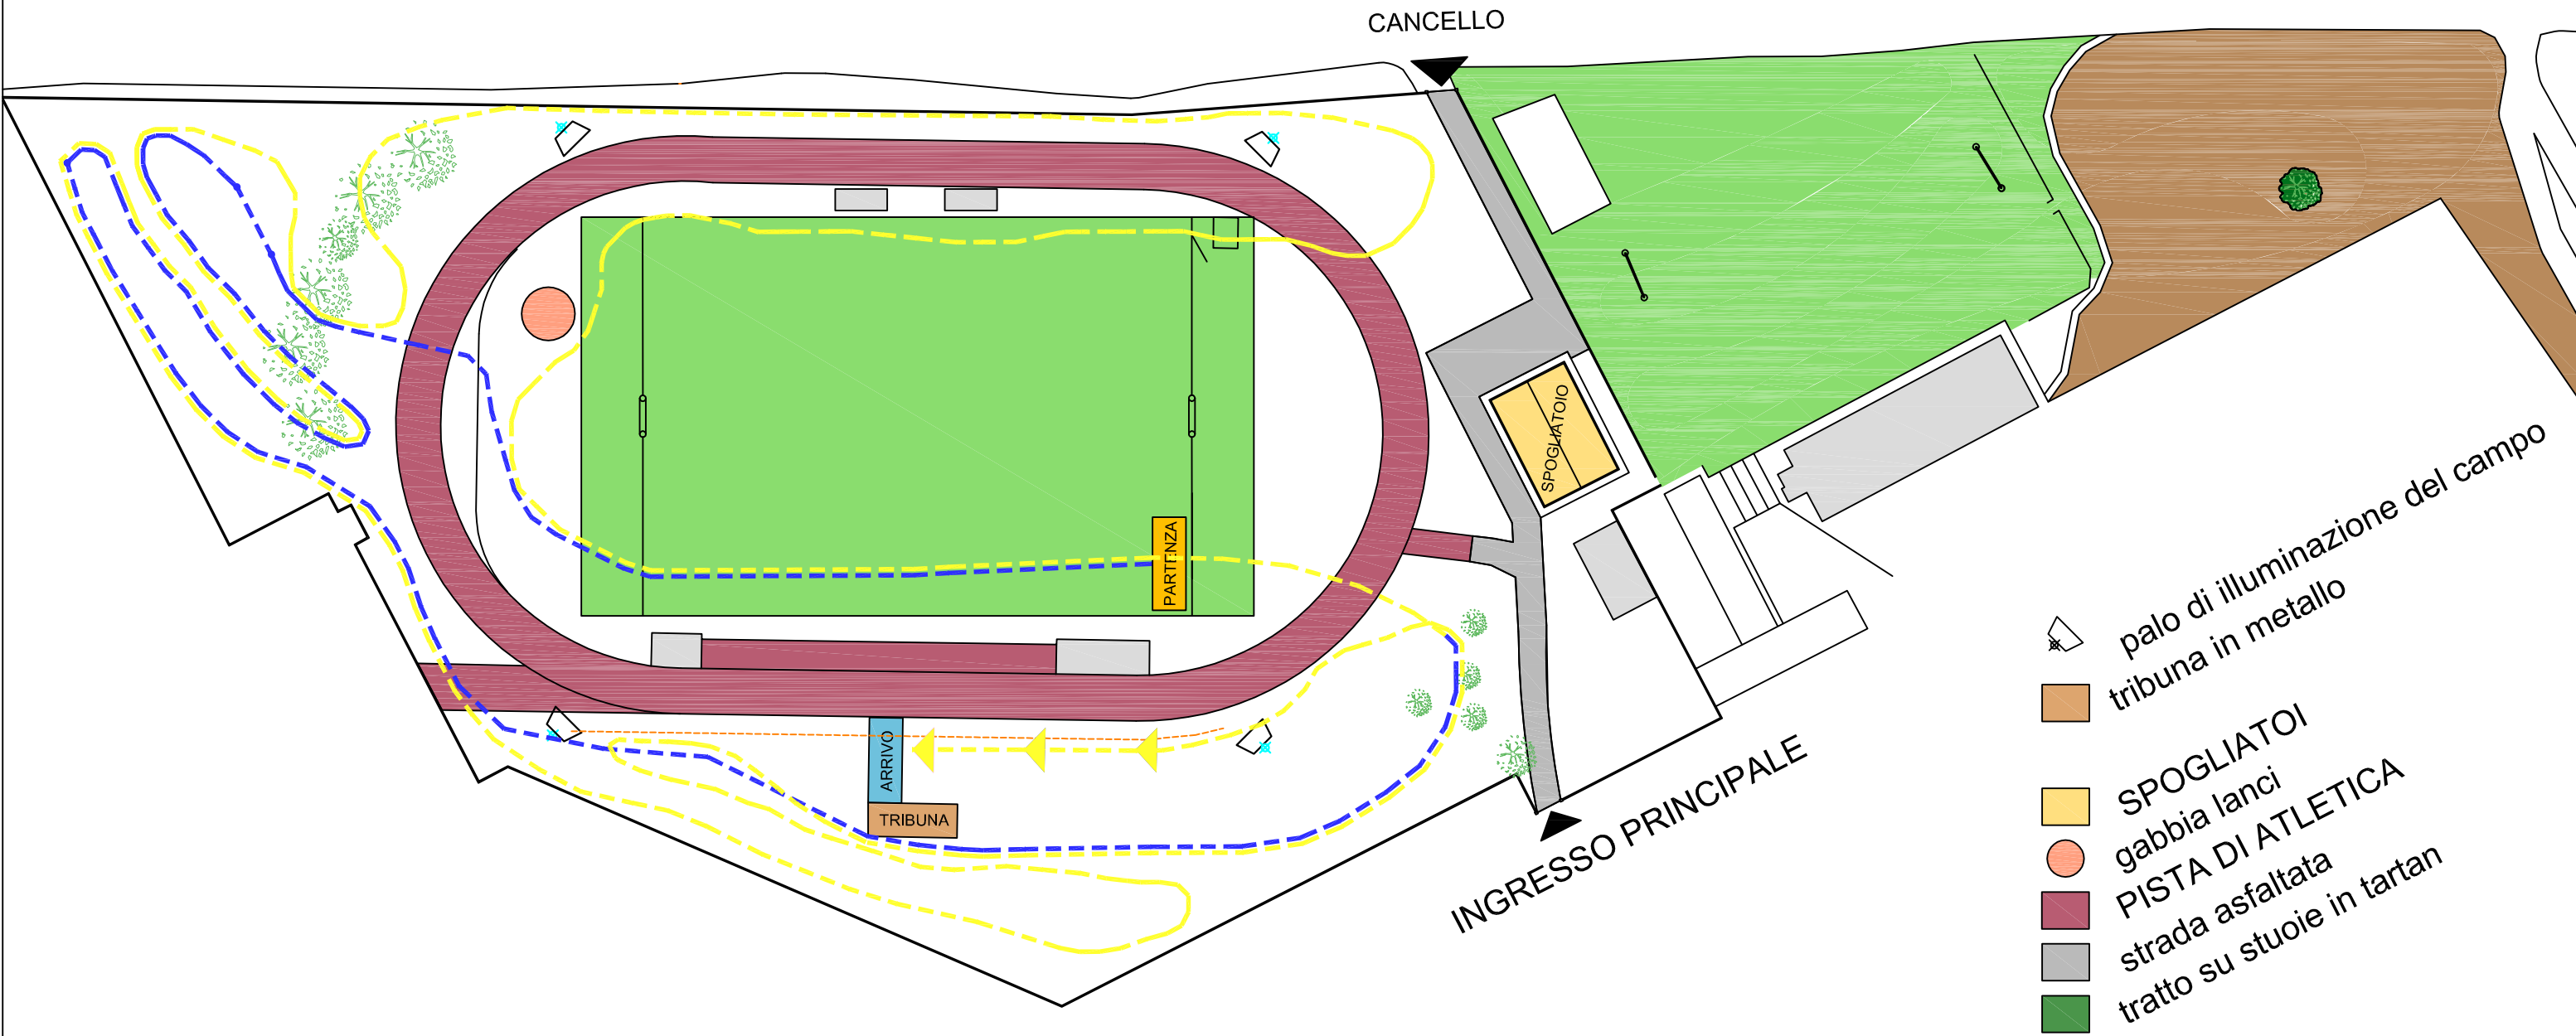 CANCELLO
SPOGLIATOIO
PARTENZA
ARRIVO
TRIBUNA
INGRESSO PRINCIPALE
palo di illuminazione del campo
tribuna in metallo
SPOGLIATOI
gabbia lanci
PISTA DI ATLETICA
strada asfaltata
tratto su stuoie in tartan